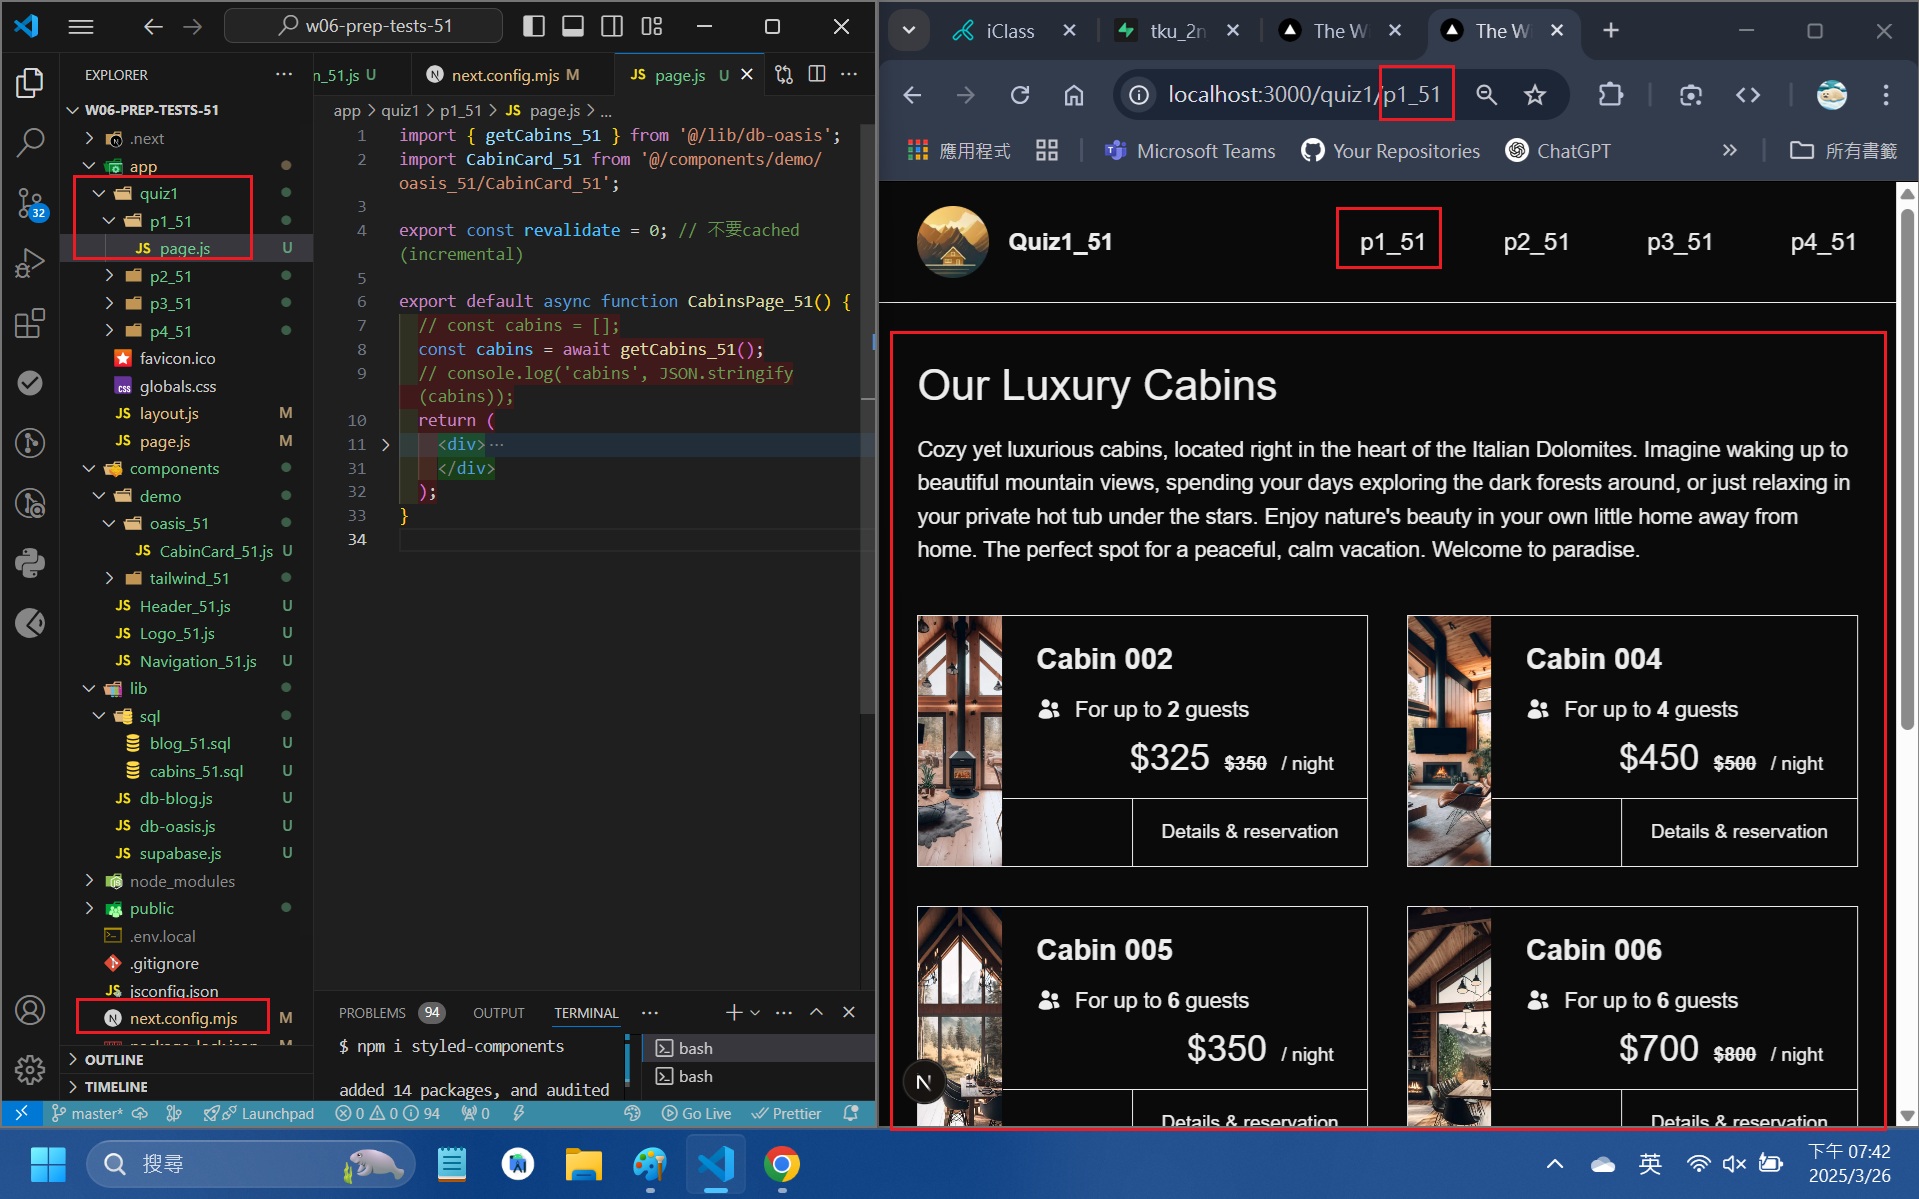 w06-prep-tests-51
EXPLORER
W06-PREP-TESTS-51
.next
app
quiz1
p1_51
page.js U
p2_51
p3_51
p4_51
favicon.ico
globals.css
layout.js M
page.js M
components
demo
oasis_51
CabinCard_51.js U
tailwind_51
Header_51.js U
Logo_51.js U
Navigation_51.js U
lib
sql
blog_51.sql U
cabins_51.sql U
db-blog.js U
db-oasis.js U
supabase.js U
node_modules
public
.env.local
.gitignore
jsconfig.json
next.config.mjs M
package-lock.json M
OUTLINE
TIMELINE
32
n_51.js U
next.config.mjs M
page.js U
app > quiz1 > p1_51 > JS page.js > ...
1 import { getCabins_51 } from '@/lib/db-oasis';
2 import CabinCard_51 from '@/components/demo/
oasis_51/CabinCard_51';
3
4 export const revalidate = 0; // 不要cached
(incremental)
5
6 export default async function CabinsPage_51() {
7 // const cabins = [];
8 const cabins = await getCabins_51();
9 // console.log('cabins', JSON.stringify
(cabins));
10 return (
11 <div>...
31 </div>
32 );
33 }
34
PROBLEMS 94 OUTPUT TERMINAL
$ npm i styled-components
added 14 packages, and audited
bash
bash
master* Launchpad 0 0 94 0 Go Live Prettier
iClass
tku_2n
The Wi
The Wi
localhost:3000/quiz1/p1_51
應用程式
Microsoft Teams
Your Repositories
ChatGPT
所有書籤
Quiz1_51
p1_51 p2_51 p3_51 p4_51
Our Luxury Cabins
Cozy yet luxurious cabins, located right in the heart of the Italian Dolomites. Imagine waking up to
beautiful mountain views, spending your days exploring the dark forests around, or just relaxing in
your private hot tub under the stars. Enjoy nature's beauty in your own little home away from
home. The perfect spot for a peaceful, calm vacation. Welcome to paradise.
Cabin 002
For up to 2 guests
$325 $350 / night
Details & reservation
Cabin 004
For up to 4 guests
$450 $500 / night
Details & reservation
Cabin 005
For up to 6 guests
$350 / night
Details & reservation
Cabin 006
For up to 6 guests
$700 $800 / night
Details & reservation
N
搜尋
英
下午 07:42
2025/3/26